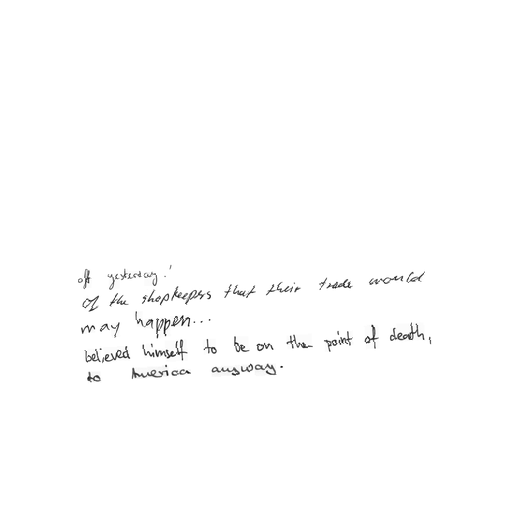 off yesterday.'
of the shopkeepers that their trade would
may happen...
believed himself to be on the point of death,
to America anyway.